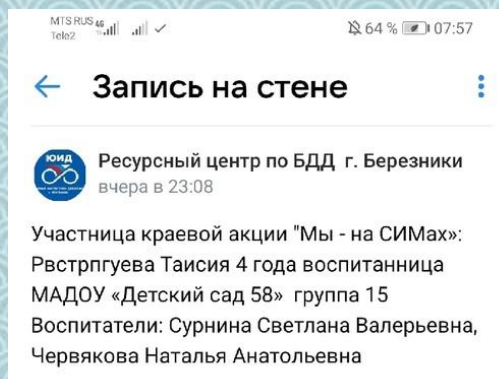 MTS RUS 4G
Tele2
64 % 07:57
Запись на стене
ЮИД
Ресурсный центр по БДД г. Березники
вчера в 23:08
Участница краевой акции "Мы - на СИМах»:
Рвстрпгуева Таисия 4 года воспитанница
МАДОУ «Детский сад 58» группа 15
Воспитатели: Сурнина Светлана Валерьевна,
Червякова Наталья Анатольевна